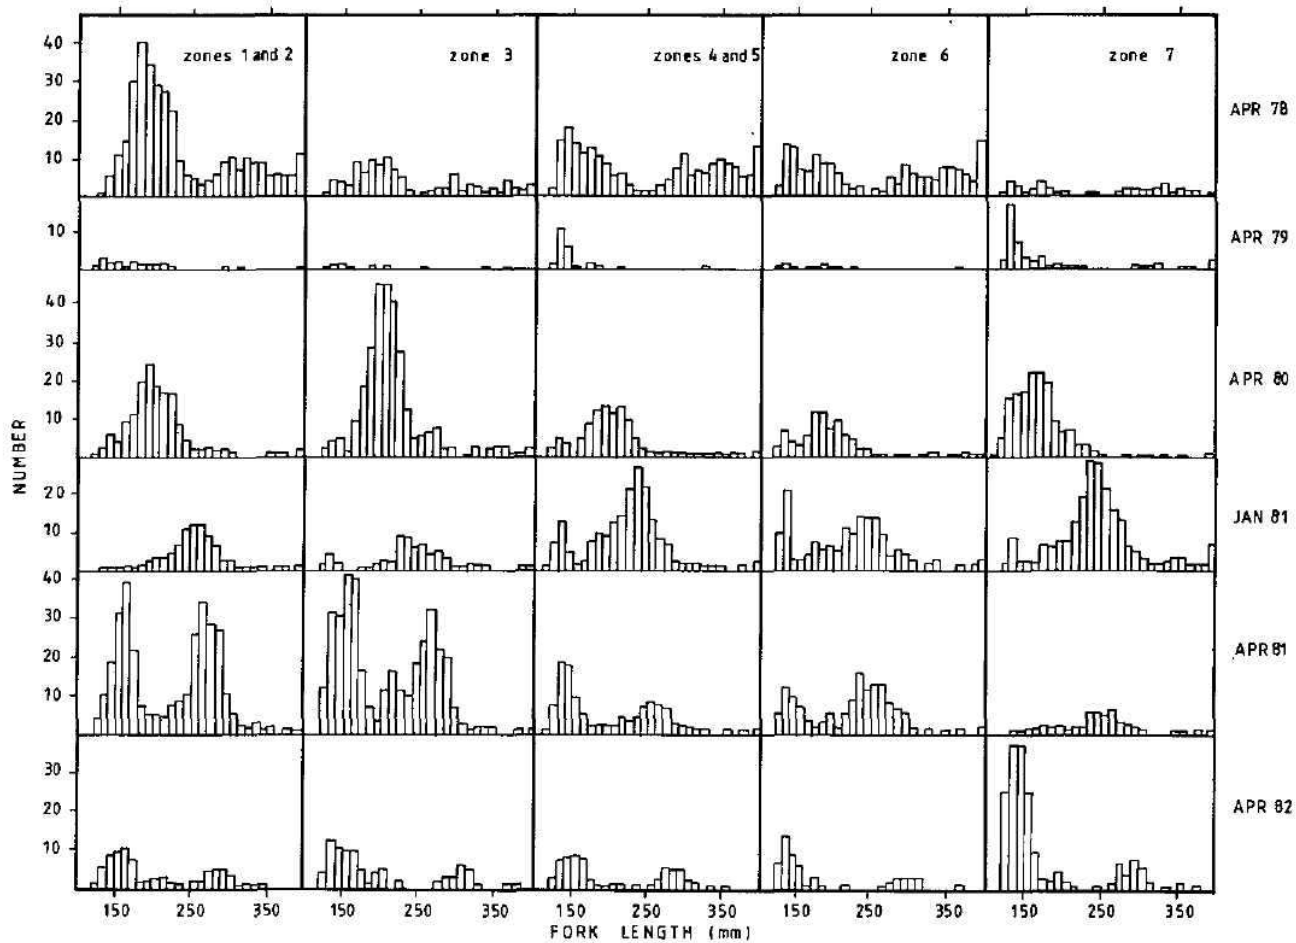 zones 1 and 2
zone 3
zones 4 and 5
zone 6
zone 7
40
30
20
10
APR 78
10
APR 79
40
30
20
10
APR 80
20
10
JAN 81
40
30
20
10
APR 81
30
20
10
APR 82
NUMBER
150 250 350 150 250 350 150 250 350 150 250 350 150 250 350
FORK LENGTH (mm)